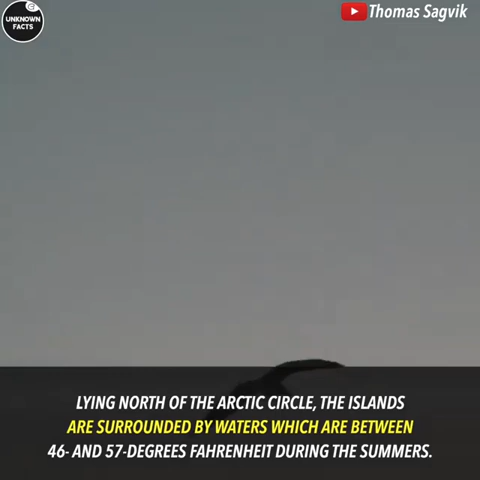 UNKNOWN
FACTS
Thomas Sagvik
LYING NORTH OF THE ARCTIC CIRCLE, THE ISLANDS
ARE SURROUNDED BY WATERS WHICH ARE BETWEEN
46- AND 57-DEGREES FAHRENHEIT DURING THE SUMMERS.